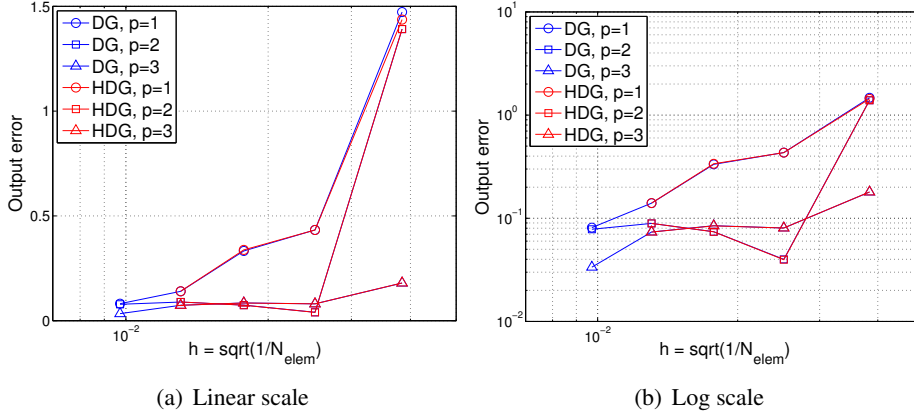 1.5
1
0.5
0
Output error
DG, p=1
DG, p=2
DG, p=3
HDG, p=1
HDG, p=2
HDG, p=3
10^-2
h = sqrt(1/N_elem)
(a) Linear scale
10^1
10^0
10^-1
10^-2
Output error
DG, p=1
DG, p=2
DG, p=3
HDG, p=1
HDG, p=2
HDG, p=3
10^-2
h = sqrt(1/N_elem)
(b) Log scale